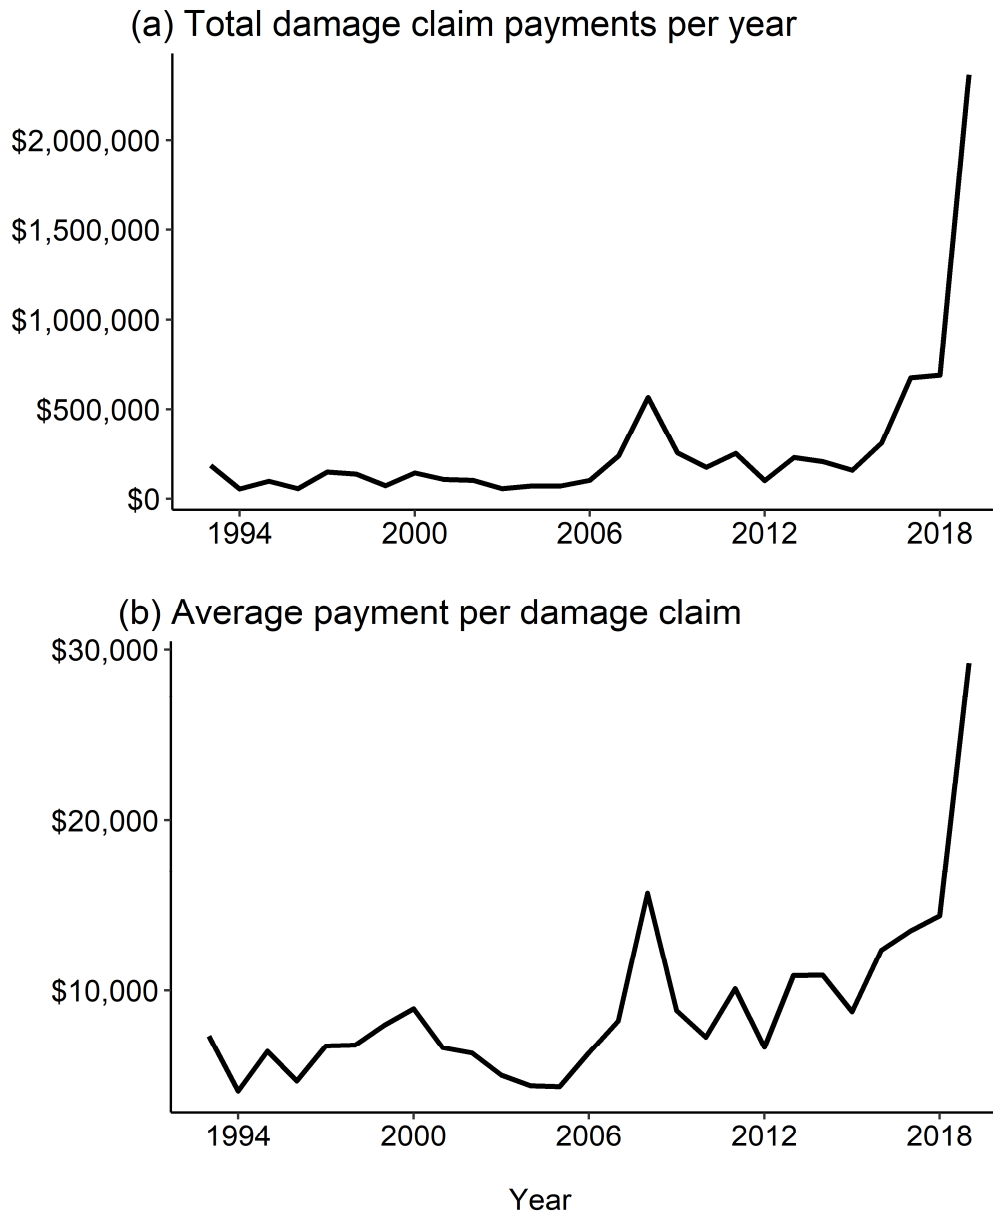 (a) Total damage claim payments per year
$2,000,000
$1,500,000
$1,000,000
$500,000
$0
1994 2000 2006 2012 2018
(b) Average payment per damage claim
$30,000
$20,000
$10,000
1994 2000 2006 2012 2018
Year